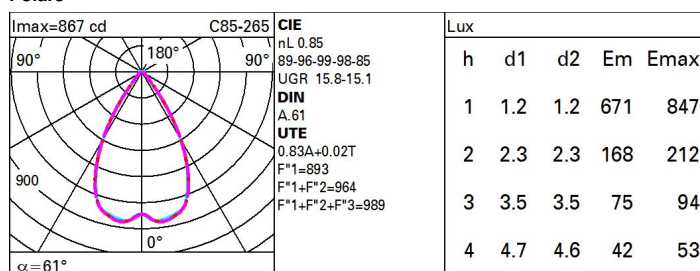 Imax=867 cd C85-265
90° 180° 90°
900
0°
α=61°
CIE
nL 0.85
89-96-99-98-85
UGR 15.8-15.1
DIN
A.61
UTE
0.83A+0.02T
F"1=893
F"1+F"2=964
F"1+F"2+F"3=989
Lux
h d1 d2 Em Emax
1 1.2 1.2 671 847
2 2.3 2.3 168 212
3 3.5 3.5 75 94
4 4.7 4.6 42 53